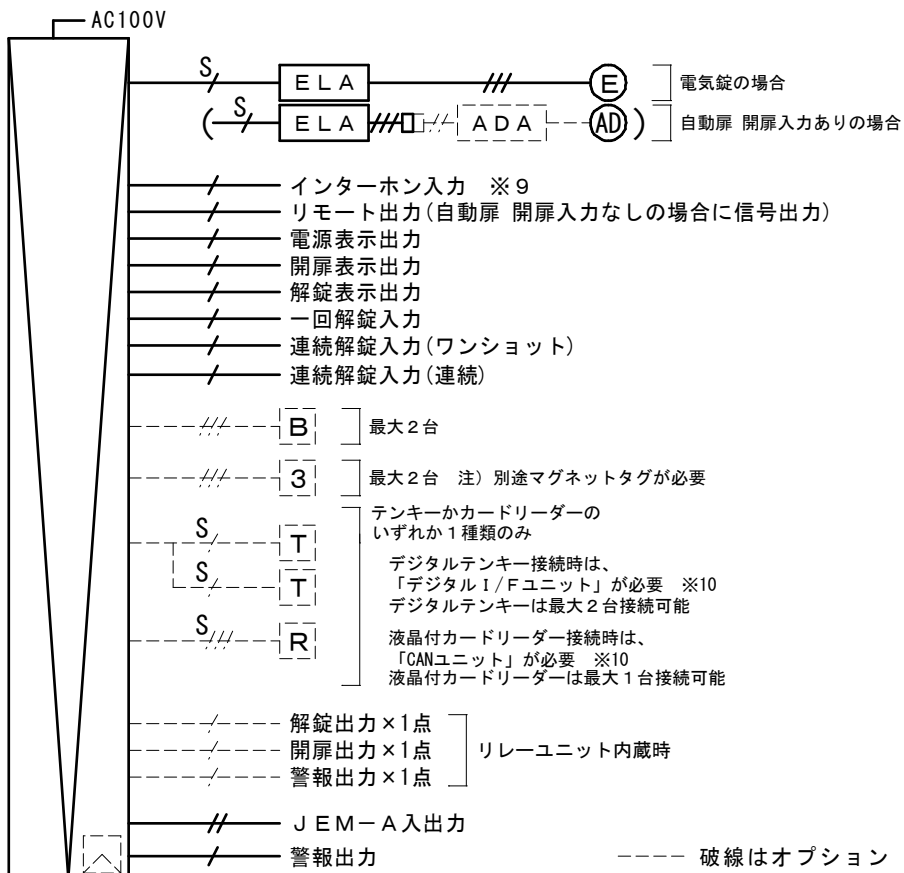 AC100V
S ELA E 電気錠の場合
( S ELA ADA AD ) 自動扉 開扉入力ありの場合
インターホン入力 ※9
リモート出力(自動扉 開扉入力なしの場合に信号出力)
電源表示出力
開扉表示出力
解錠表示出力
一回解錠入力
連続解錠入力(ワンショット)
連続解錠入力(連続)
B 最大2台
3 最大2台 注) 別途マグネットタグが必要
テンキーかカードリーダーの
いずれか1種類のみ
S T
デジタルテンキー接続時は、
「デジタルI/Fユニット」が必要 ※10
S T
デジタルテンキーは最大2台接続可能
S R
液晶付カードリーダー接続時は、
「CANユニット」が必要 ※10
液晶付カードリーダーは最大1台接続可能
解錠出力×1点
開扉出力×1点 リレーユニット内蔵時
警報出力×1点
JEM-A入出力
警報出力
---- 破線はオプション